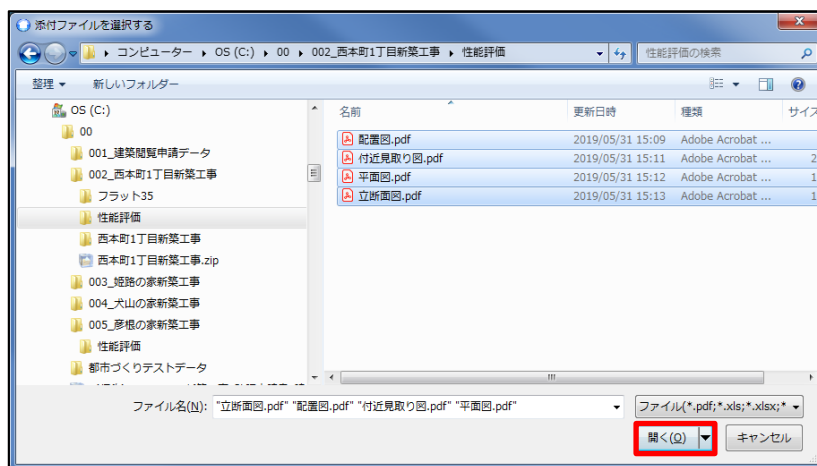 添付ファイルを選択する
コンピューター ▸ OS (C:) ▸ 00 ▸ 002_西本町1丁目新築工事 ▸ 性能評価
性能評価の検索
整理 ▼ 新しいフォルダー
OS (C:)
00
001_建築閲覧申請データ
002_西本町1丁目新築工事
フラット35
性能評価
西本町1丁目新築工事
西本町1丁目新築工事.zip
003_姫路の家新築工事
004_犬山の家新築工事
005_彦根の家新築工事
性能評価
都市づくりテストデータ
名前 更新日時 種類 サイズ
配置図.pdf 2019/05/31 15:09 Adobe Acrobat ...
付近見取り図.pdf 2019/05/31 15:11 Adobe Acrobat ... 2
平面図.pdf 2019/05/31 15:12 Adobe Acrobat ... 1
立断面図.pdf 2019/05/31 15:13 Adobe Acrobat ... 1
ファイル名(N): "立断面図.pdf" "配置図.pdf" "付近見取り図.pdf" "平面図.pdf"
ファイル(*.pdf;*.xls;*.xlsx;*
開く(O) キャンセル